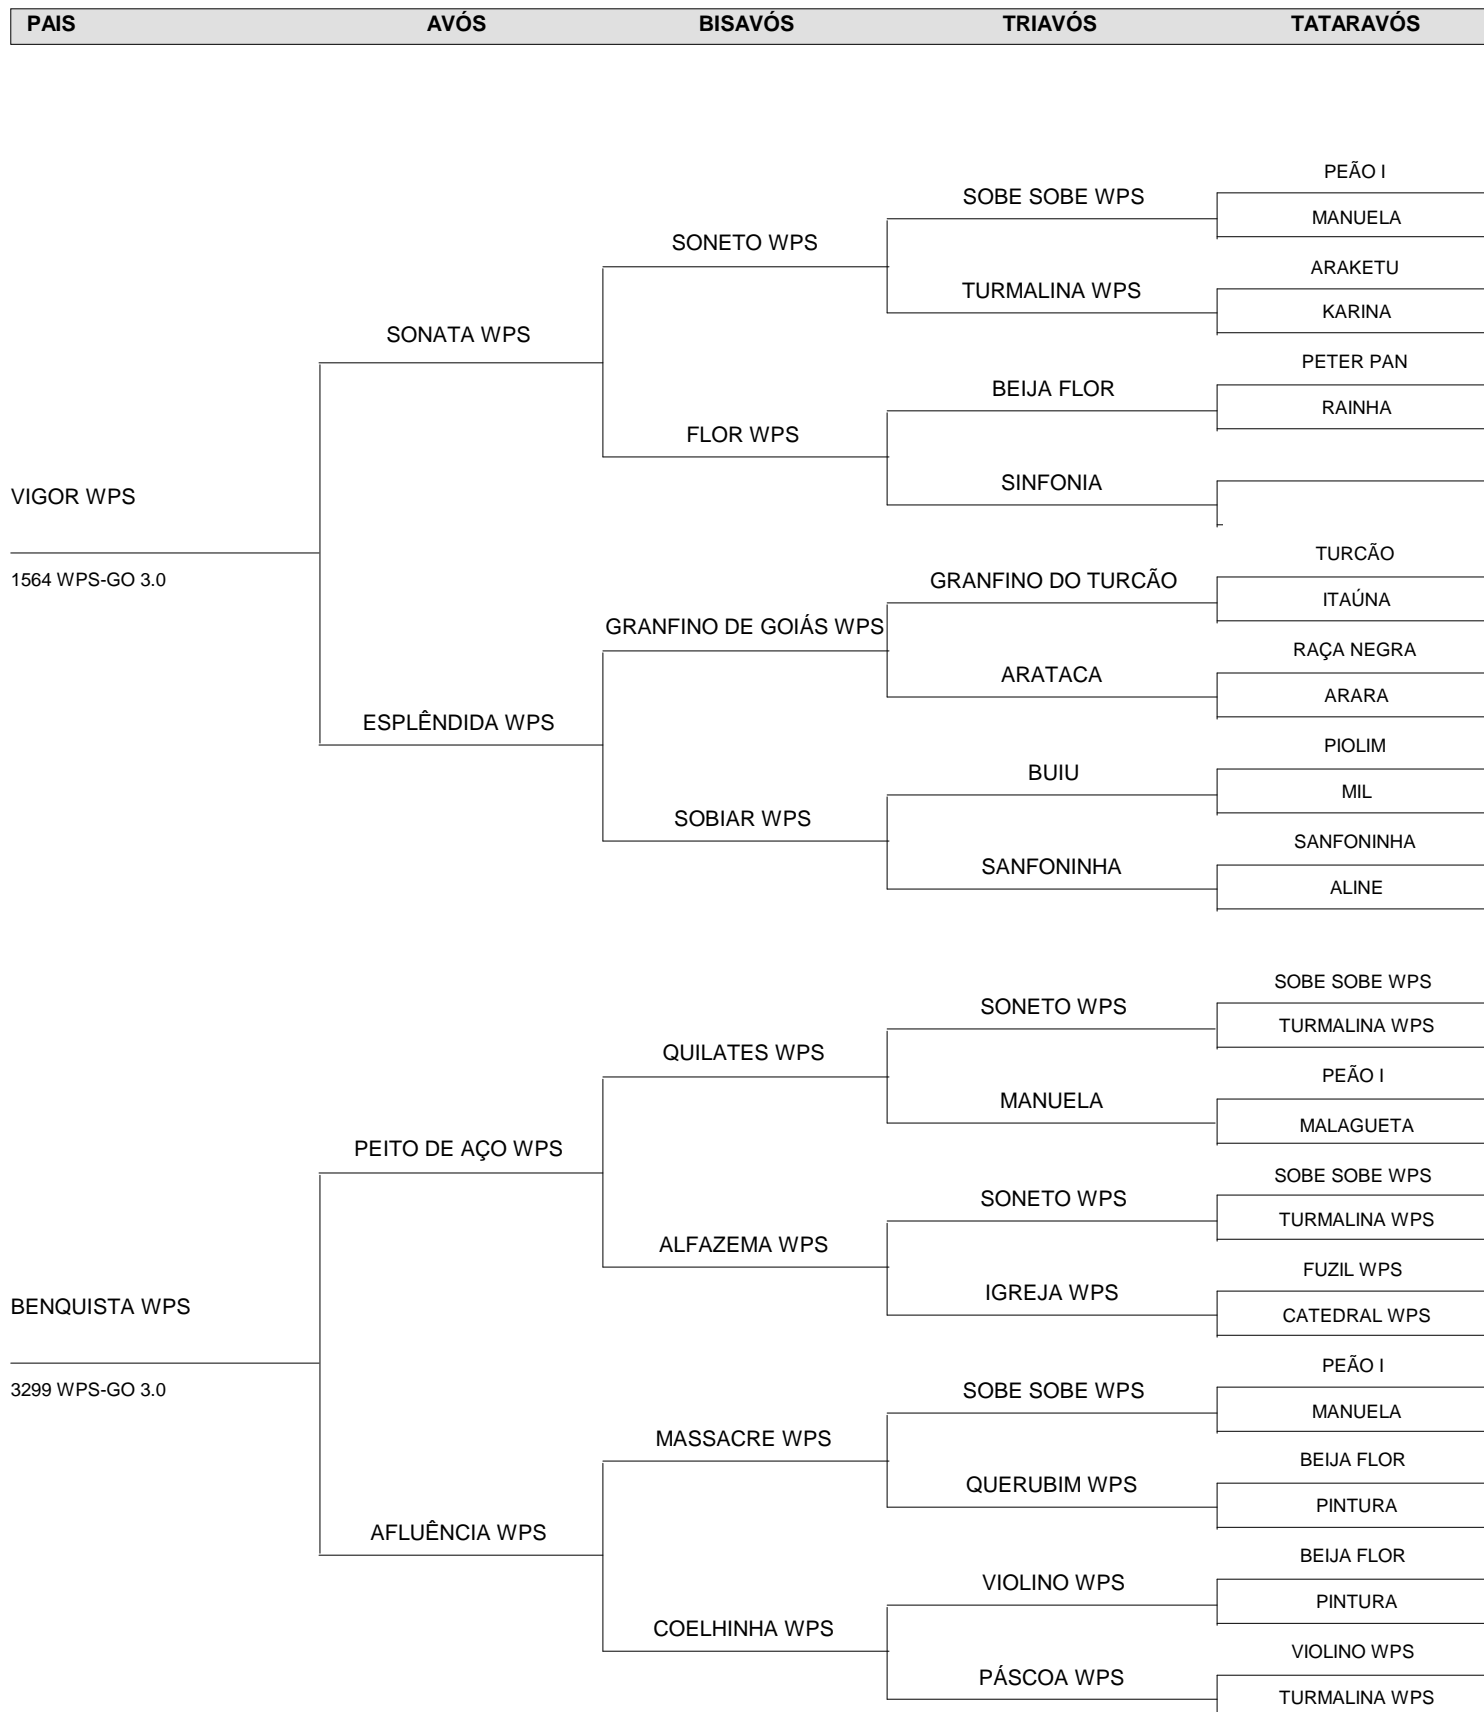 PAIS AVÓS BISAVÓS TRIAVÓS TATARAVÓS
PEÃO I
SOBE SOBE WPS
MANUELA
SONETO WPS
ARAKETU
TURMALINA WPS
KARINA
SONATA WPS
PETER PAN
BEIJA FLOR
RAINHA
FLOR WPS
SINFONIA
VIGOR WPS
TURCÃO
1564 WPS-GO 3.0
GRANFINO DO TURCÃO
ITAÚNA
GRANFINO DE GOIÁS WPS
RAÇA NEGRA
ARATACA
ARARA
ESPLÊNDIDA WPS
PIOLIM
BUIU
MIL
SOBIAR WPS
SANFONINHA
SANFONINHA
ALINE
SOBE SOBE WPS
SONETO WPS
TURMALINA WPS
QUILATES WPS
PEÃO I
MANUELA
MALAGUETA
PEITO DE AÇO WPS
SOBE SOBE WPS
SONETO WPS
TURMALINA WPS
ALFAZEMA WPS
FUZIL WPS
IGREJA WPS
BENQUISTA WPS
CATEDRAL WPS
PEÃO I
3299 WPS-GO 3.0
SOBE SOBE WPS
MANUELA
MASSACRE WPS
BEIJA FLOR
QUERUBIM WPS
PINTURA
AFLUÊNCIA WPS
BEIJA FLOR
VIOLINO WPS
PINTURA
COELHINHA WPS
VIOLINO WPS
PÁSCOA WPS
TURMALINA WPS